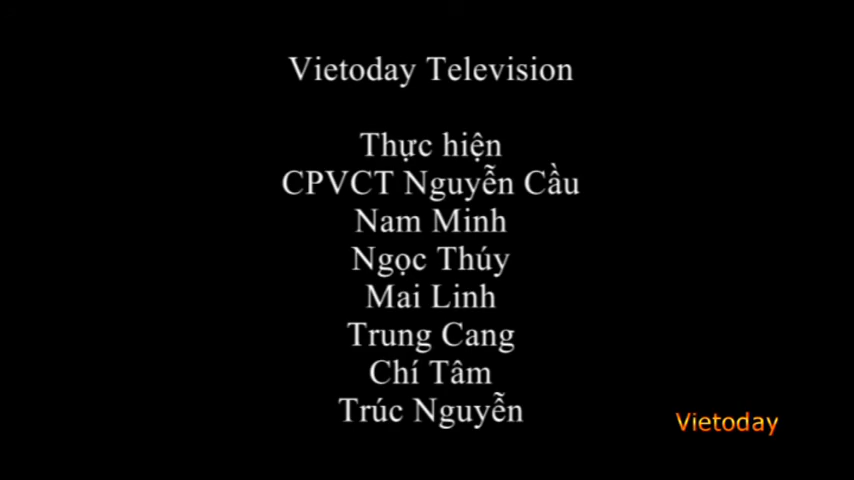 Vietoday Television
Thực hiện
CPVCT Nguyễn Cầu
Nam Minh
Ngọc Thúy
Mai Linh
Trung Cang
Chí Tâm
Trúc Nguyễn
Vietoday